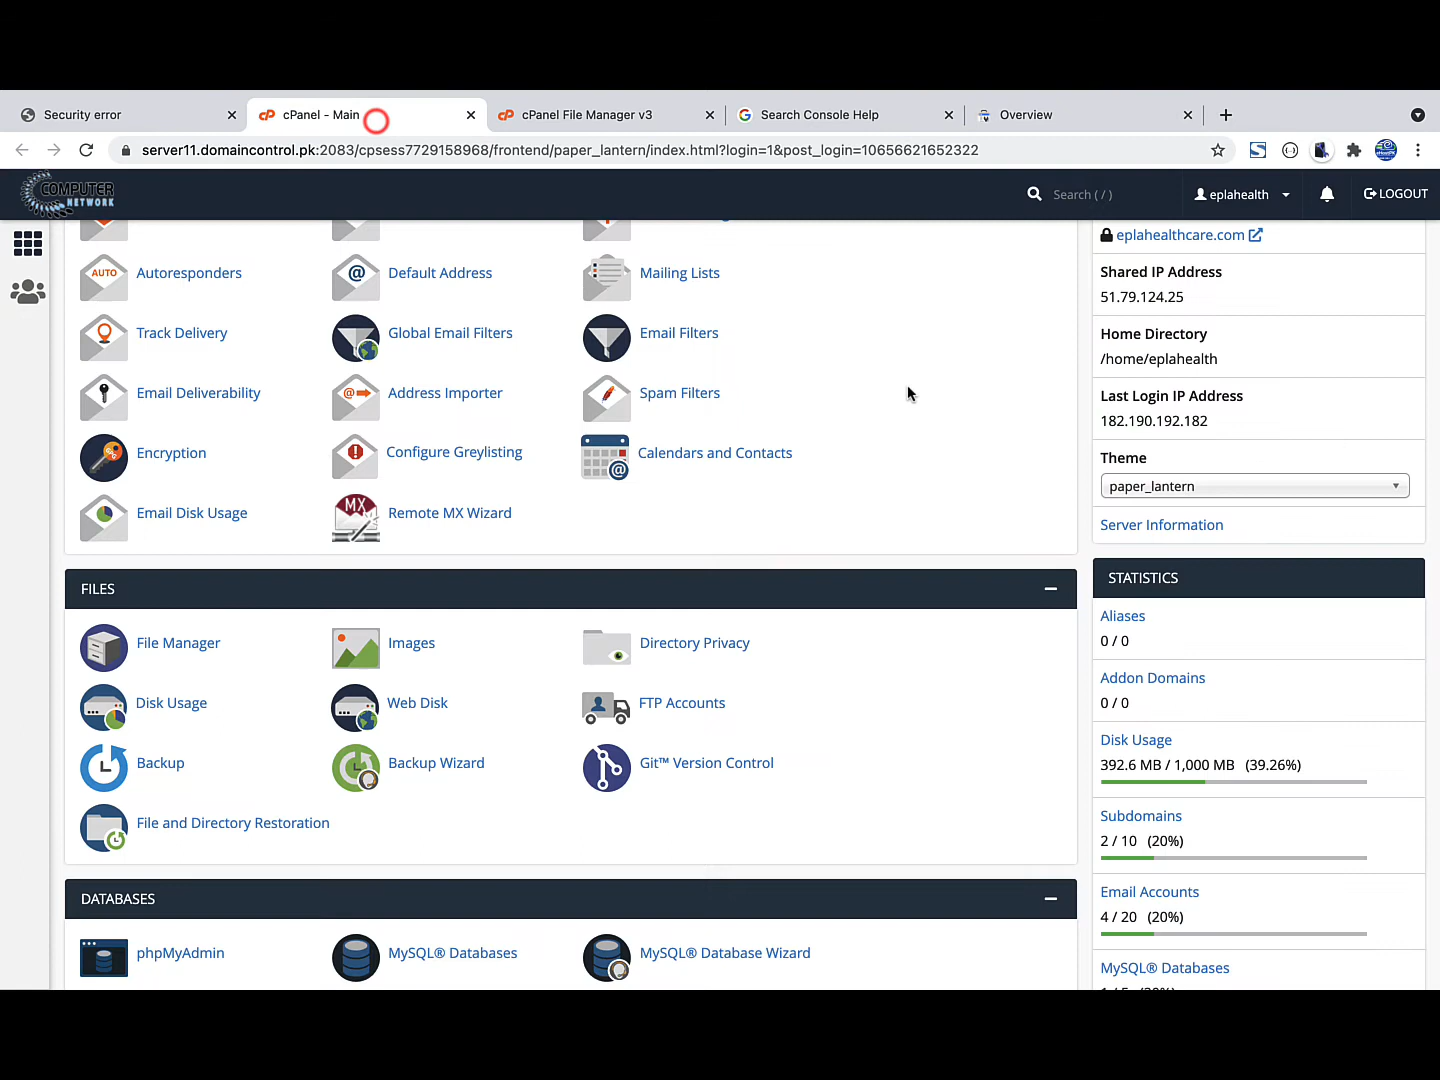 Security error
cPanel - Main
cPanel File Manager v3
Search Console Help
Overview
server11.domaincontrol.pk:2083/cpsess7729158968/frontend/paper_lantern/index.html?login=1&post_login=10656621652322
COMPUTER
NETWORK
Search ( / )
eplahealth
LOGOUT
AUTO
Autoresponders
Default Address
Mailing Lists
Track Delivery
Global Email Filters
Email Filters
Email Deliverability
Address Importer
Spam Filters
Encryption
Configure Greylisting
Calendars and Contacts
Email Disk Usage
MX
Remote MX Wizard
FILES
File Manager
Images
Directory Privacy
Disk Usage
Web Disk
FTP Accounts
Backup
Backup Wizard
Git™ Version Control
File and Directory Restoration
DATABASES
phpMyAdmin
MySQL® Databases
MySQL® Database Wizard
eplahealthcare.com
Shared IP Address
51.79.124.25
Home Directory
/home/eplahealth
Last Login IP Address
182.190.192.182
Theme
paper_lantern
Server Information
STATISTICS
Aliases
0 / 0
Addon Domains
0 / 0
Disk Usage
392.6 MB / 1,000 MB (39.26%)
Subdomains
2 / 10 (20%)
Email Accounts
4 / 20 (20%)
MySQL® Databases